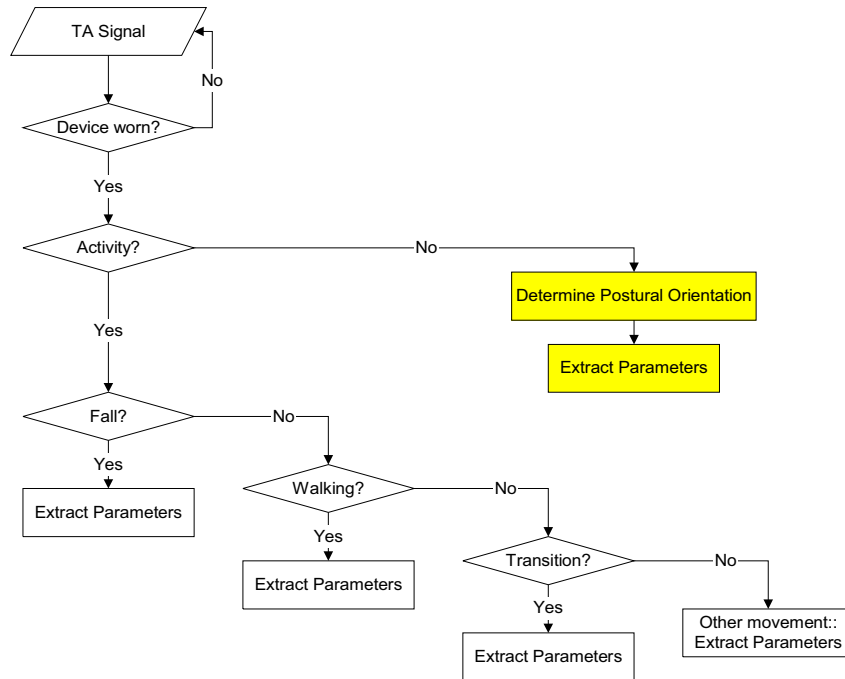 TA Signal
No
Device worn?
Yes
Activity?
No
Determine Postural Orientation
Yes
Extract Parameters
Fall?
No
Yes
Walking?
No
Extract Parameters
Yes
Transition?
No
Extract Parameters
Yes
Other movement::
Extract Parameters
Extract Parameters